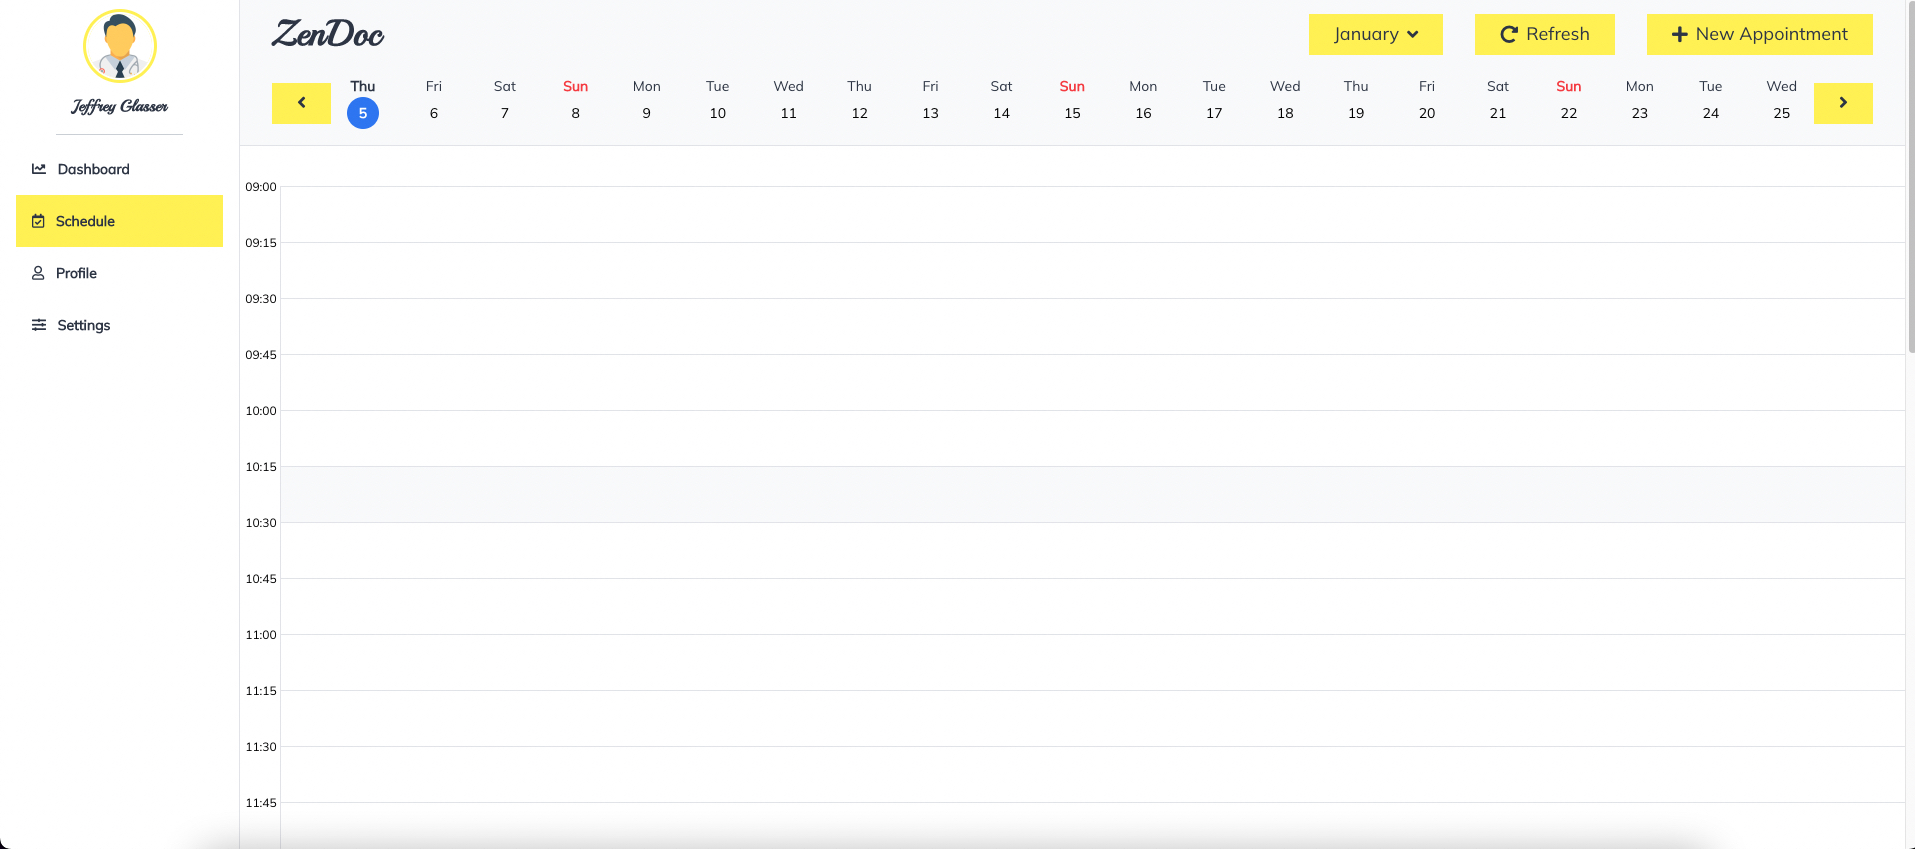 Jeffrey Glasser
Dashboard
Schedule
Profile
Settings
ZenDoc
January
Refresh
New Appointment
Thu Fri Sat Sun Mon Tue Wed Thu Fri Sat Sun Mon Tue Wed Thu Fri Sat Sun Mon Tue Wed
5 6 7 8 9 10 11 12 13 14 15 16 17 18 19 20 21 22 23 24 25
09:00
09:15
09:30
09:45
10:00
10:15
10:30
10:45
11:00
11:15
11:30
11:45